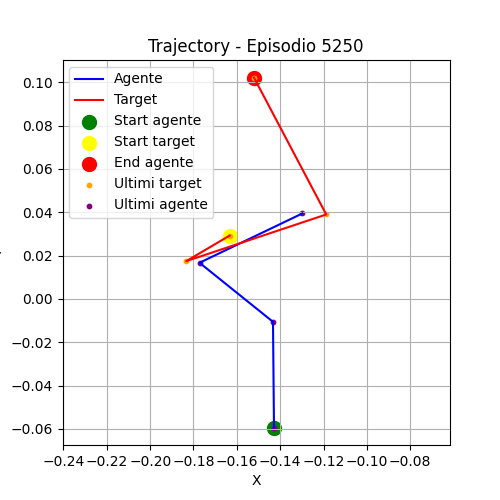 Trajectory - Episodio 5250
Agente
Target
Start agente
Start target
End agente
Ultimi target
Ultimi agente
0.10
0.08
0.06
0.04
0.02
0.00
−0.02
−0.04
−0.06
−0.24 −0.22 −0.20 −0.18 −0.16 −0.14 −0.12 −0.10 −0.08
X